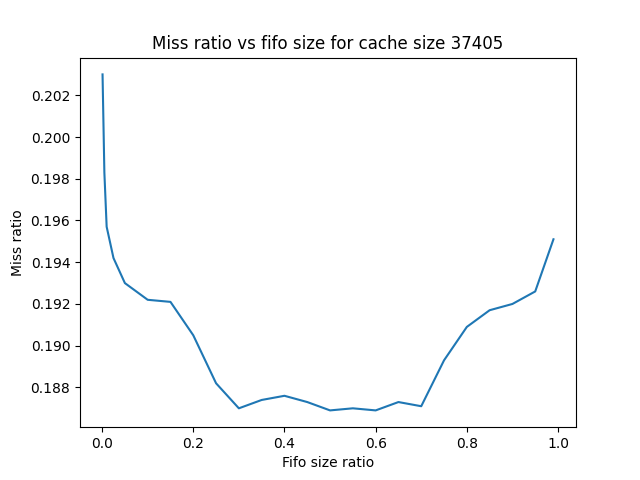 Miss ratio vs fifo size for cache size 37405
0.202
0.200
0.198
0.196
0.194
0.192
0.190
0.188
Miss ratio
0.0 0.2 0.4 0.6 0.8 1.0
Fifo size ratio